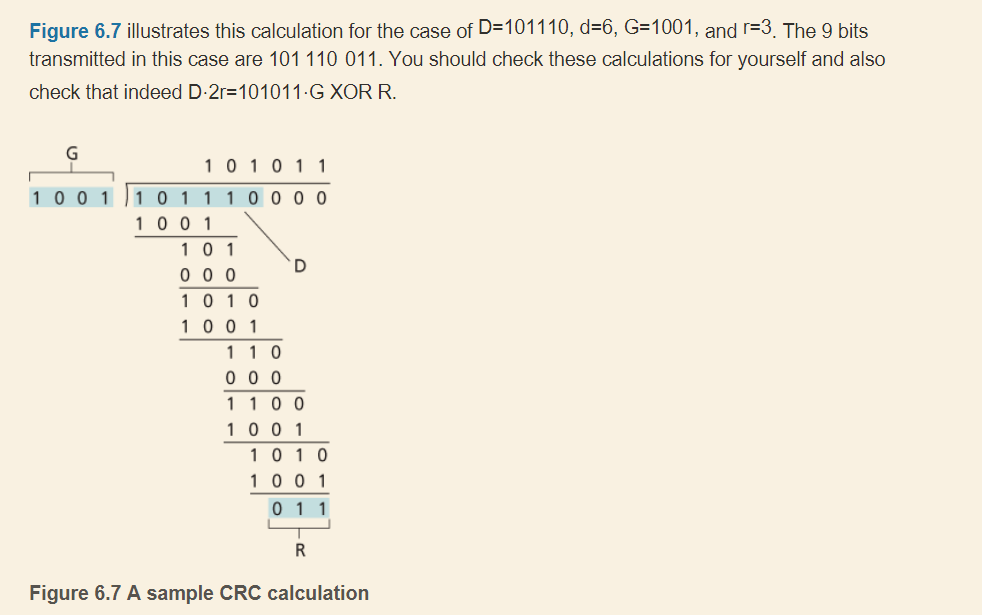 Figure 6.7 illustrates this calculation for the case of D=101110, d=6, G=1001, and r=3. The 9 bits
transmitted in this case are 101 110 011. You should check these calculations for yourself and also
check that indeed D·2r=101011·G XOR R.
G
1 0 1 0 1 1
1 0 0 1 ) 1 0 1 1 1 0 0 0 0
1 0 0 1
1 0 1
D
0 0 0
1 0 1 0
1 0 0 1
1 1 0
0 0 0
1 1 0 0
1 0 0 1
1 0 1 0
1 0 0 1
0 1 1
R
Figure 6.7 A sample CRC calculation